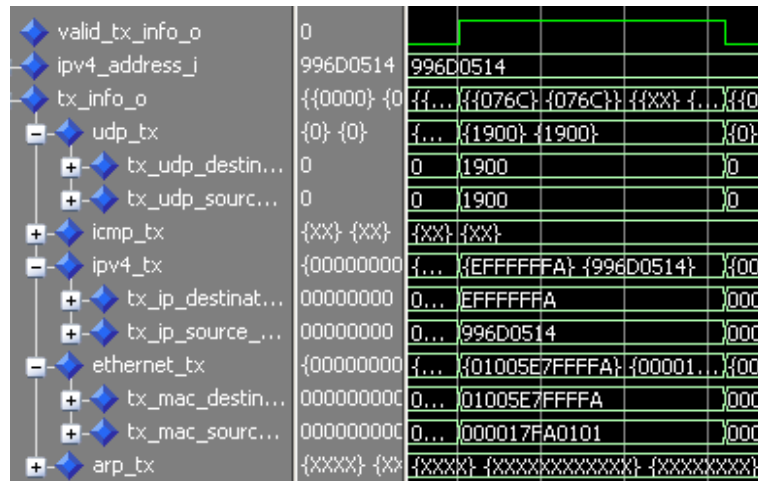 valid_tx_info_o 0
ipv4_address_i 996D0514 996D0514
tx_info_o {{0000} {0 {{... {{076C} {076C}} {{XX} {... {{0
udp_tx {0} {0} {... {1900} {1900} {0}
tx_udp_destin... 0 0 1900 0
tx_udp_sourc... 0 0 1900 0
icmp_tx {XX} {XX} {XX} {XX}
ipv4_tx {00000000 {... {EFFFFFFA} {996D0514} {00
tx_ip_destinat... 00000000 0... EFFFFFFA 000
tx_ip_source_... 00000000 0... 996D0514 000
ethernet_tx {00000000 {... {01005E7FFFFA} {00001... {00
tx_mac_destin... 000000000 0... 01005E7FFFFA 000
tx_mac_sourc... 000000000 0... 000017FA0101 000
arp_tx {XXXX} {XX {XXXX} {XXXXXXXXXXXX} {XXXXXXXX}